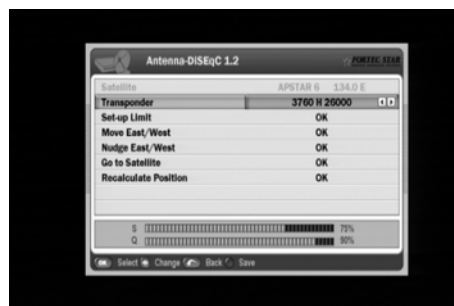 Antenna-DiSEqC 1.2
FORTEC STAR
Satellite APSTAR 6 134.0 E
Transponder 3760 H 26000
Set-up Limit OK
Move East/West OK
Nudge East/West OK
Go to Satellite OK
Recalculate Position OK
S 75%
Q 90%
OK Select Change Back Save